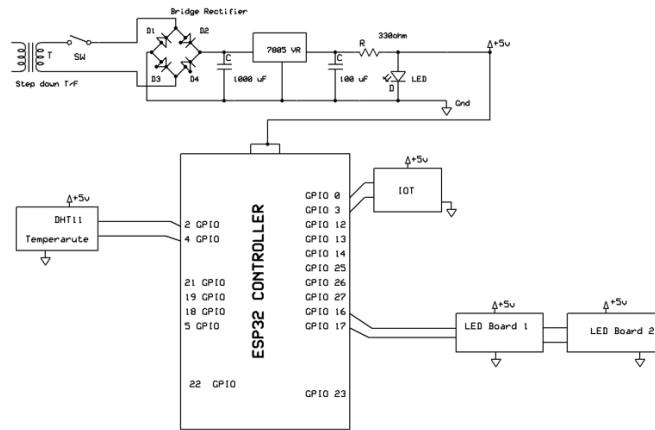 Bridge Rectifier
D1
D2
D3
D4
T
SW
Step down T/F
C
1000 uF
7805 VR
C
100 uF
R
330ohm
D
LED
+5v
Gnd
ESP32 CONTROLLER
+5v
DHT11
Temperarute
2 GPIO
4 GPIO
21 GPIO
19 GPIO
18 GPIO
5 GPIO
22 GPIO
GPIO 0
GPIO 3
GPIO 12
GPIO 13
GPIO 14
GPIO 25
GPIO 26
GPIO 27
GPIO 16
GPIO 17
GPIO 23
+5v
IOT
+5v
LED Board 1
+5v
LED Board 2